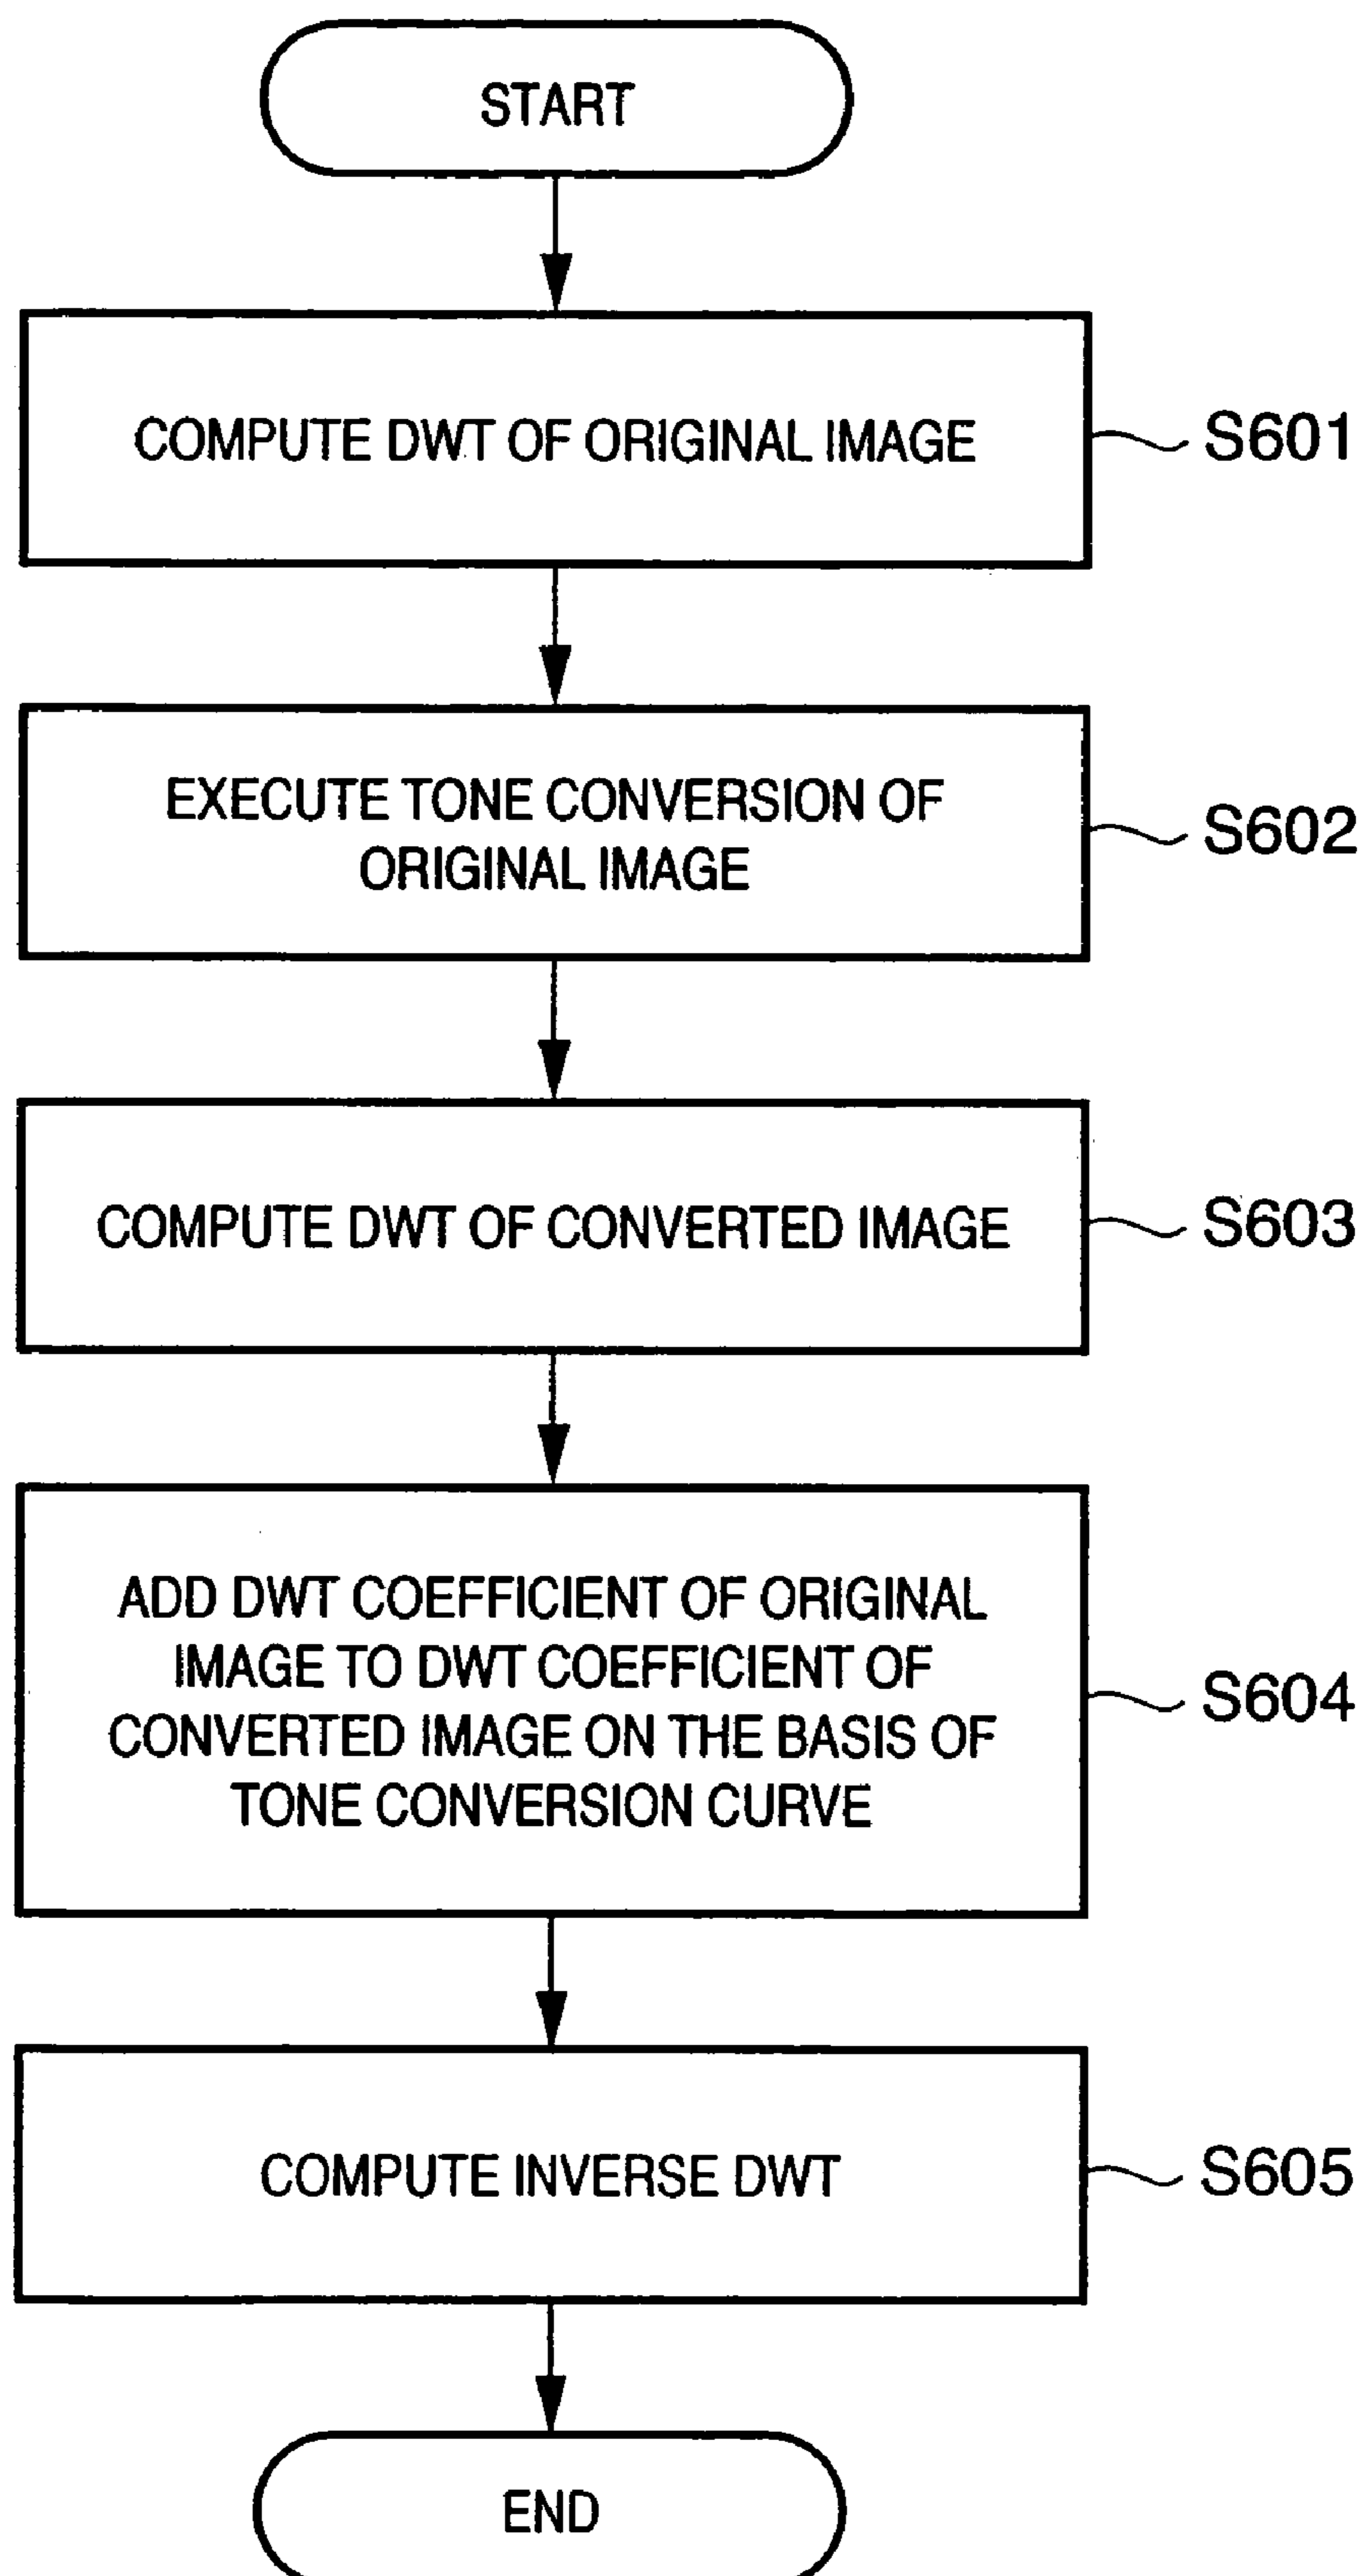 START
COMPUTE DWT OF ORIGINAL IMAGE
S601
EXECUTE TONE CONVERSION OF
ORIGINAL IMAGE
S602
COMPUTE DWT OF CONVERTED IMAGE
S603
ADD DWT COEFFICIENT OF ORIGINAL
IMAGE TO DWT COEFFICIENT OF
CONVERTED IMAGE ON THE BASIS OF
TONE CONVERSION CURVE
S604
COMPUTE INVERSE DWT
S605
END